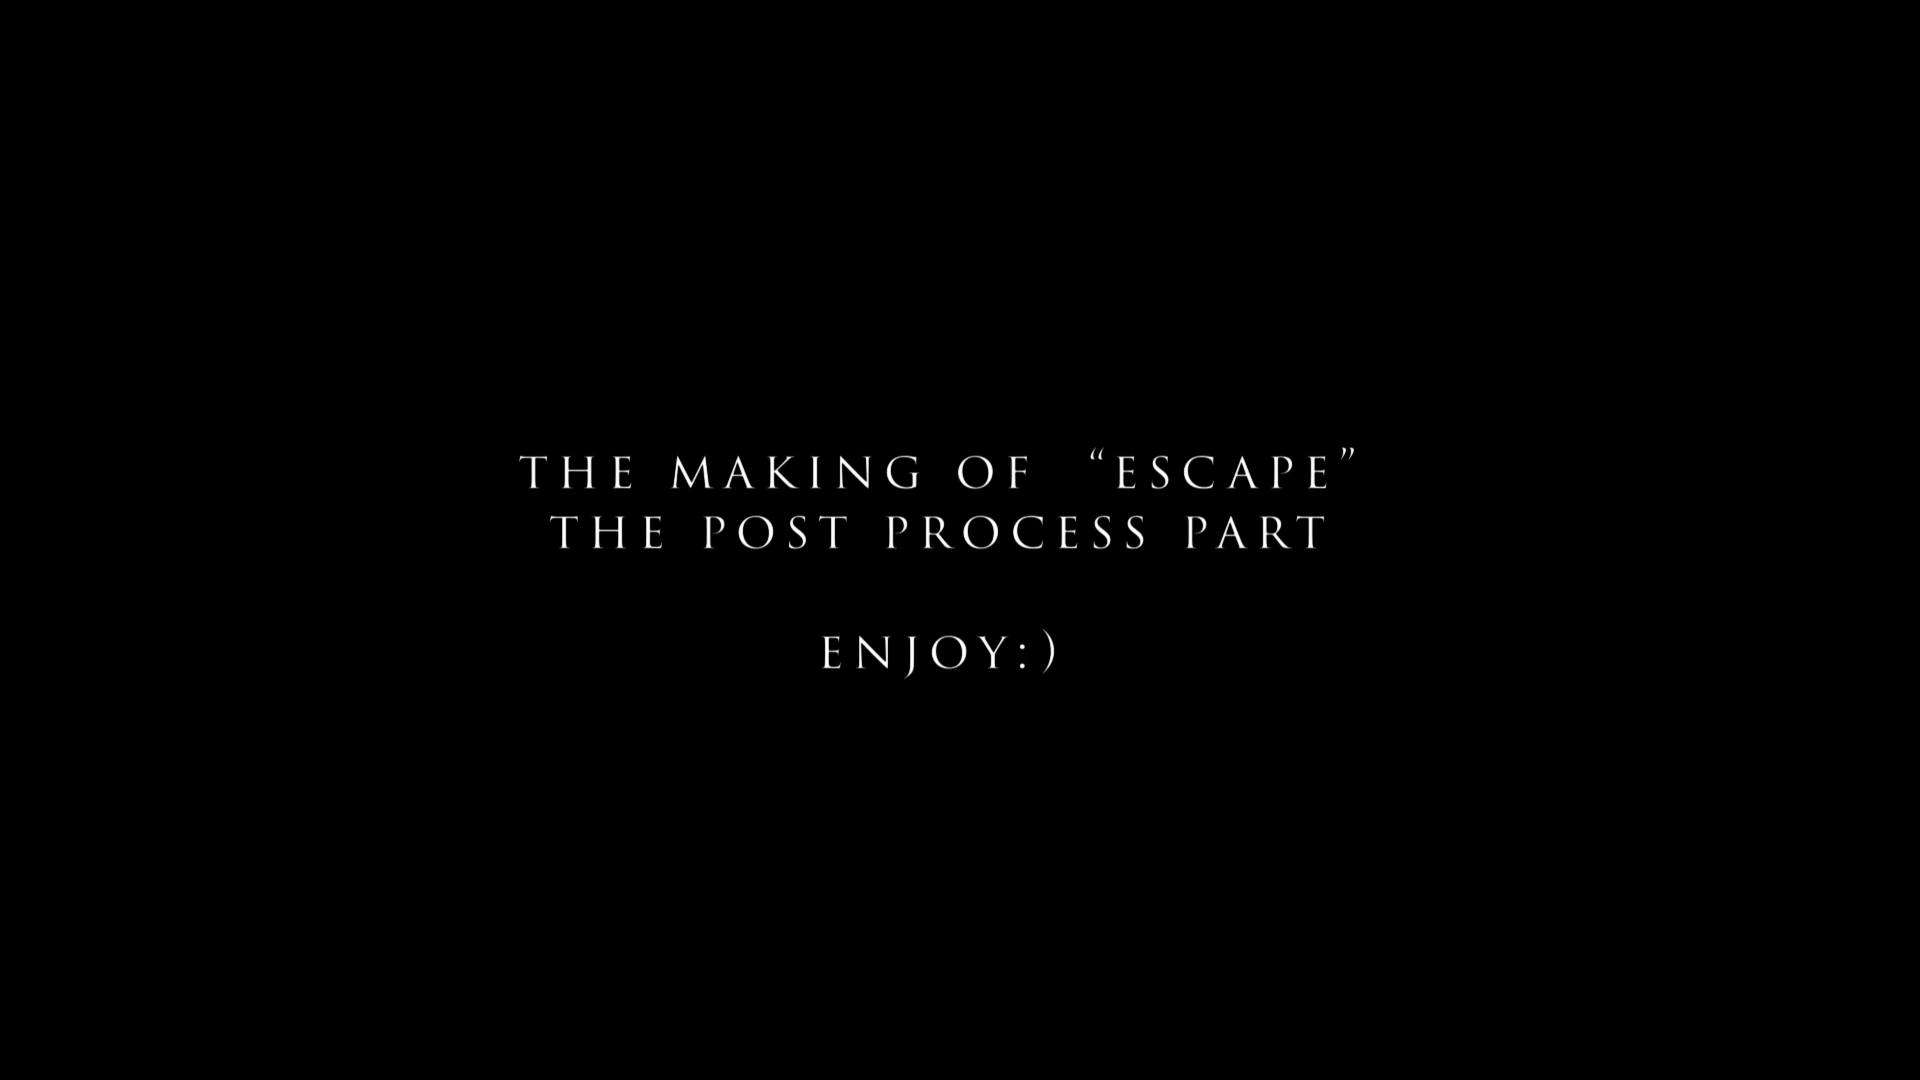 THE MAKING OF “ESCAPE”
THE POST PROCESS PART
ENJOY:)